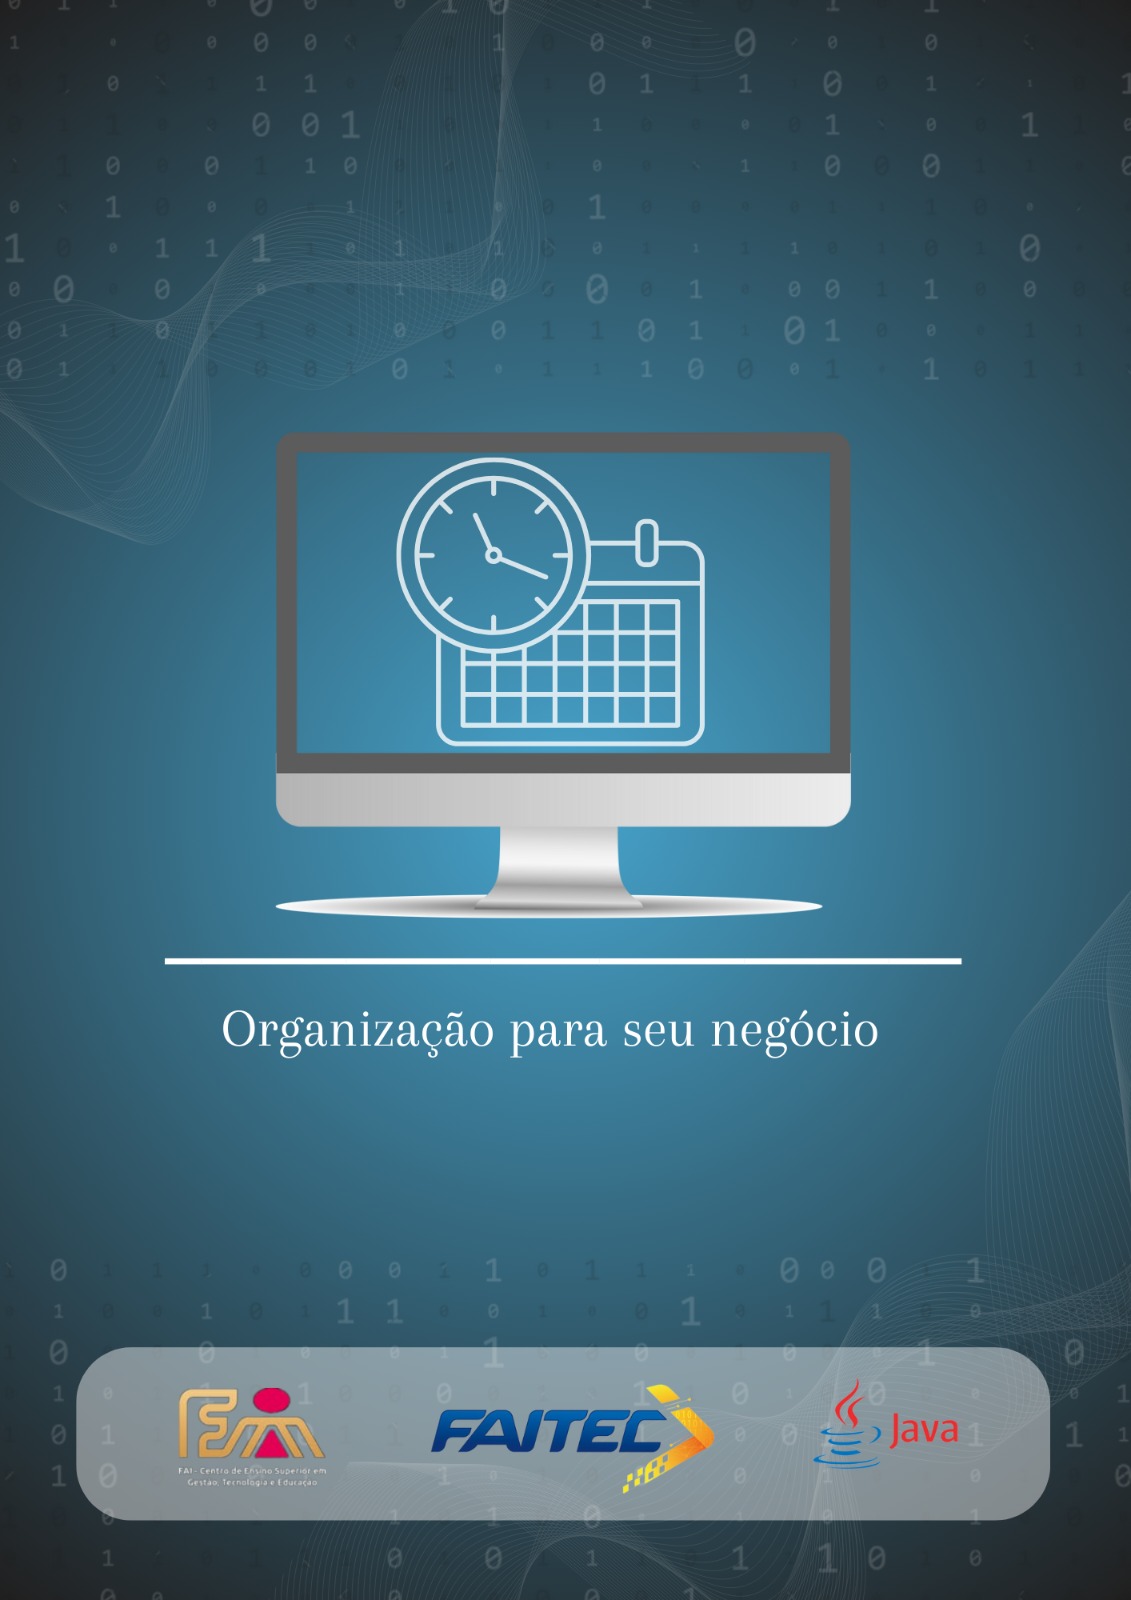 Organização para seu negócio
FAI - Centro de Ensino Superior em
Gestão, Tecnologia e Educação
FAITEC
Java